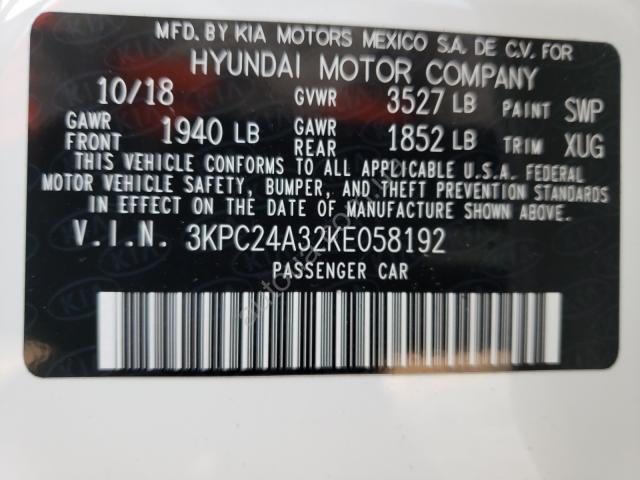 MFD. BY KIA MOTORS MEXICO S.A. DE C.V. FOR
HYUNDAI MOTOR COMPANY
10/18 GVWR 3527 LB PAINT SWP
GAWR FRONT 1940 LB GAWR REAR 1852 LB TRIM XUG
THIS VEHICLE CONFORMS TO ALL APPLICABLE U.S.A. FEDERAL
MOTOR VEHICLE SAFETY, BUMPER, AND THEFT PREVENTION STANDARDS
IN EFFECT ON THE DATE OF MANUFACTURE SHOWN ABOVE.
V.I.N. 3KPC24A32KE058192
PASSENGER CAR